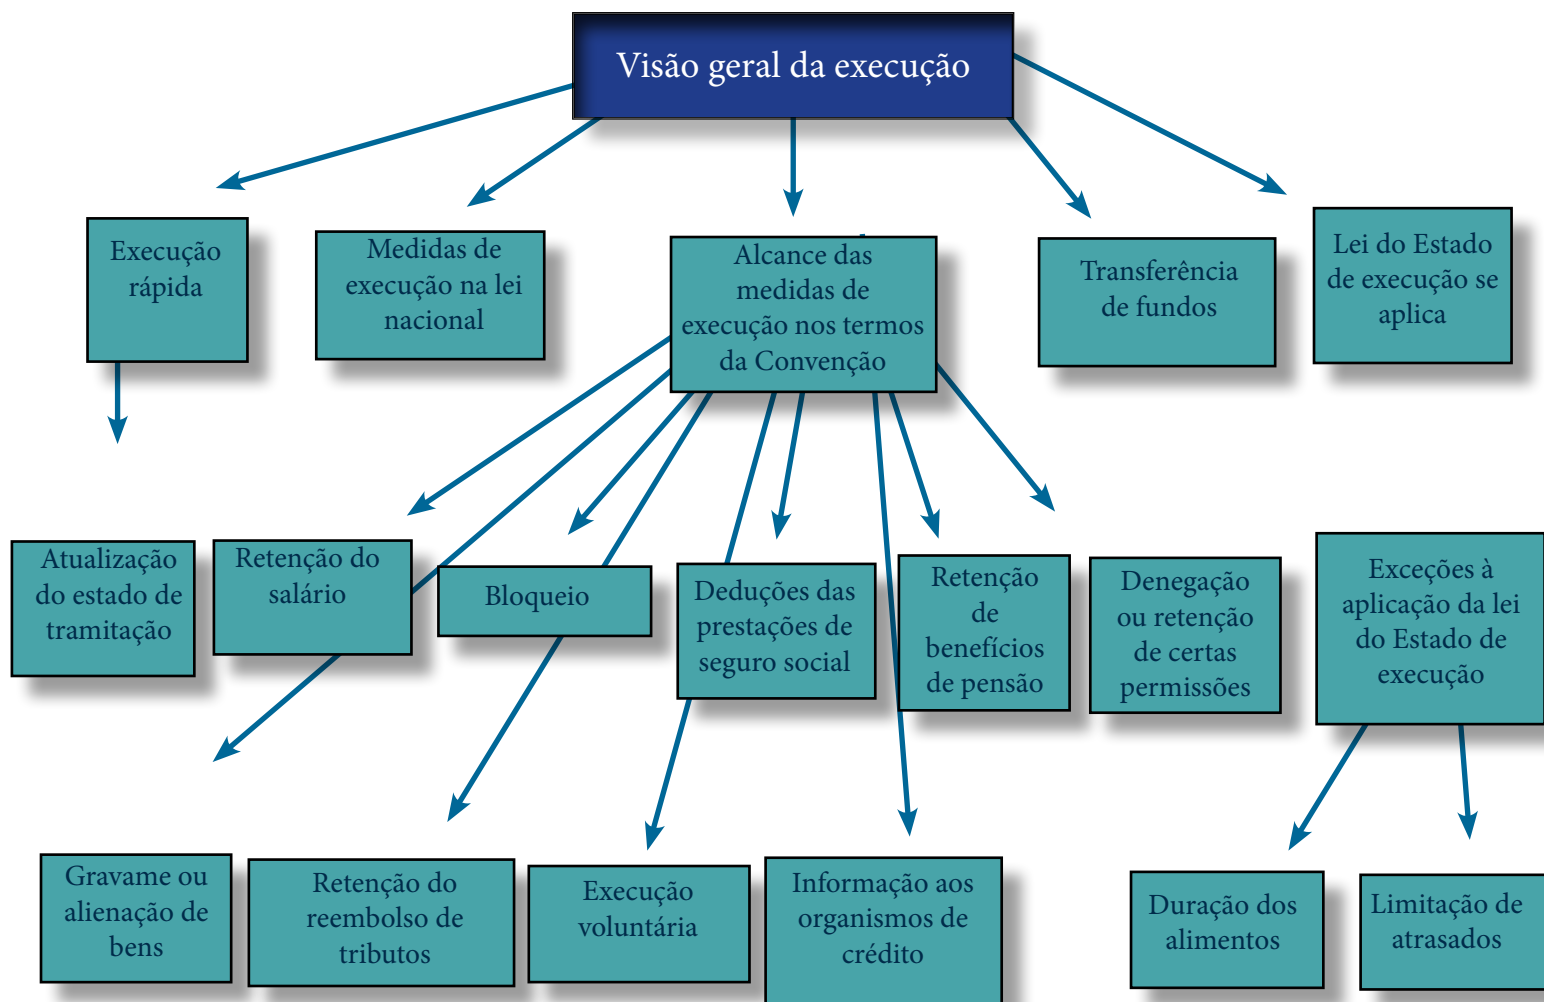 Visão geral da execução
Execução
rápida
Medidas de
execução na lei
nacional
Alcance das
medidas de
execução nos termos
da Convenção
Transferência
de fundos
Lei do Estado
de execução se
aplica
Atualização
do estado de
tramitação
Retenção do
salário
Bloqueio
Deduções das
prestações de
seguro social
Retenção
de
benefícios
de pensão
Denegação
ou retenção
de certas
permissões
Exceções à
aplicação da lei
do Estado de
execução
Gravame ou
alienação de
bens
Retenção do
reembolso de
tributos
Execução
voluntária
Informação aos
organismos de
crédito
Duração dos
alimentos
Limitação de
atrasados